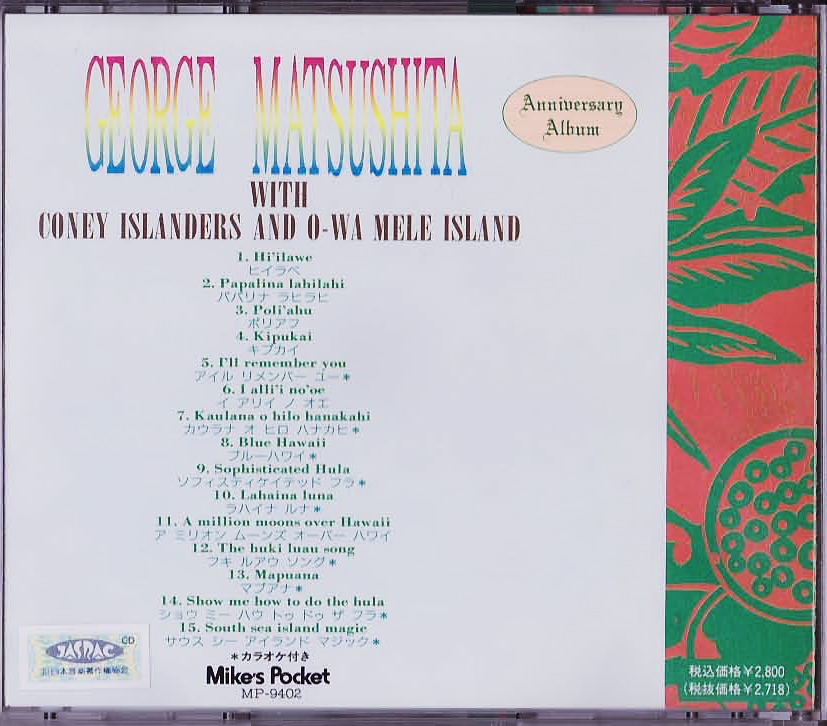 GEORGE MATSUSHITA
Anniversary
Album
WITH
CONEY ISLANDERS AND O-WA MELE ISLAND
1. Hi'ilawe
ヒイラベ
2. Papalina lahilahi
パパリナ ラヒラヒ
3. Poli'ahu
ポリアフ
4. Kipukai
キプカイ
5. I'll remember you
アイル リメンバー ユー*
6. I alli'i no'oe
イ アリイ ノ オエ
7. Kaulana o hilo hanakahi
カウラナ オ ヒロ ハナカヒ*
8. Blue Hawaii
ブルーハワイ*
9. Sophisticated Hula
ソフィスティケイテッド フラ*
10. Lahaina luna
ラハイナ ルナ*
11. A million moons over Hawaii
ア ミリオン ムーンズ オーバー ハワイ
12. The huki luau song
フキ ルアウ ソング*
13. Mapuana
マプアナ*
14. Show me how to do the hula
ショウ ミー ハウ トゥ ドゥ ザ フラ*
15. South sea island magic
サウス シー アイランド マジック*
*カラオケ付き
Mike's Pocket
MP-9402
JASRAC
CD
日本音楽著作権協会
税込価格¥2,800
(税抜価格¥2,718)